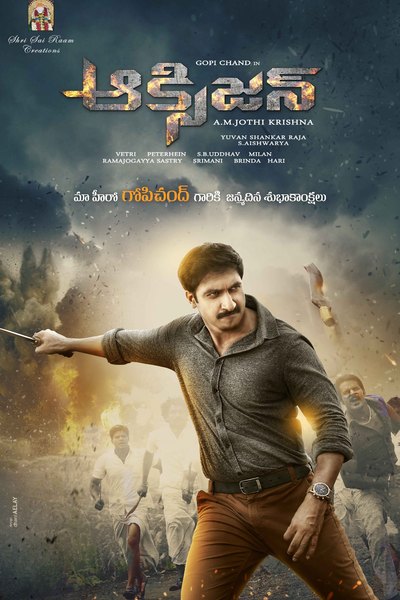 Shri Sai Raam
Creations
GOPI CHAND IN
ఆక్సిజన్
A.M.JOTHI KRISHNA
YUVAN SHANKAR RAJA
S.AISHWARYA
VETRI PETERHEIN S.B.UDDHAV MILAN
RAMAJOGAYYA SASTRY SRIMANI BRINDA HARI
మా హీరో గోపిచంద్ గారికి జన్మదిన శుభాకాంక్షలు